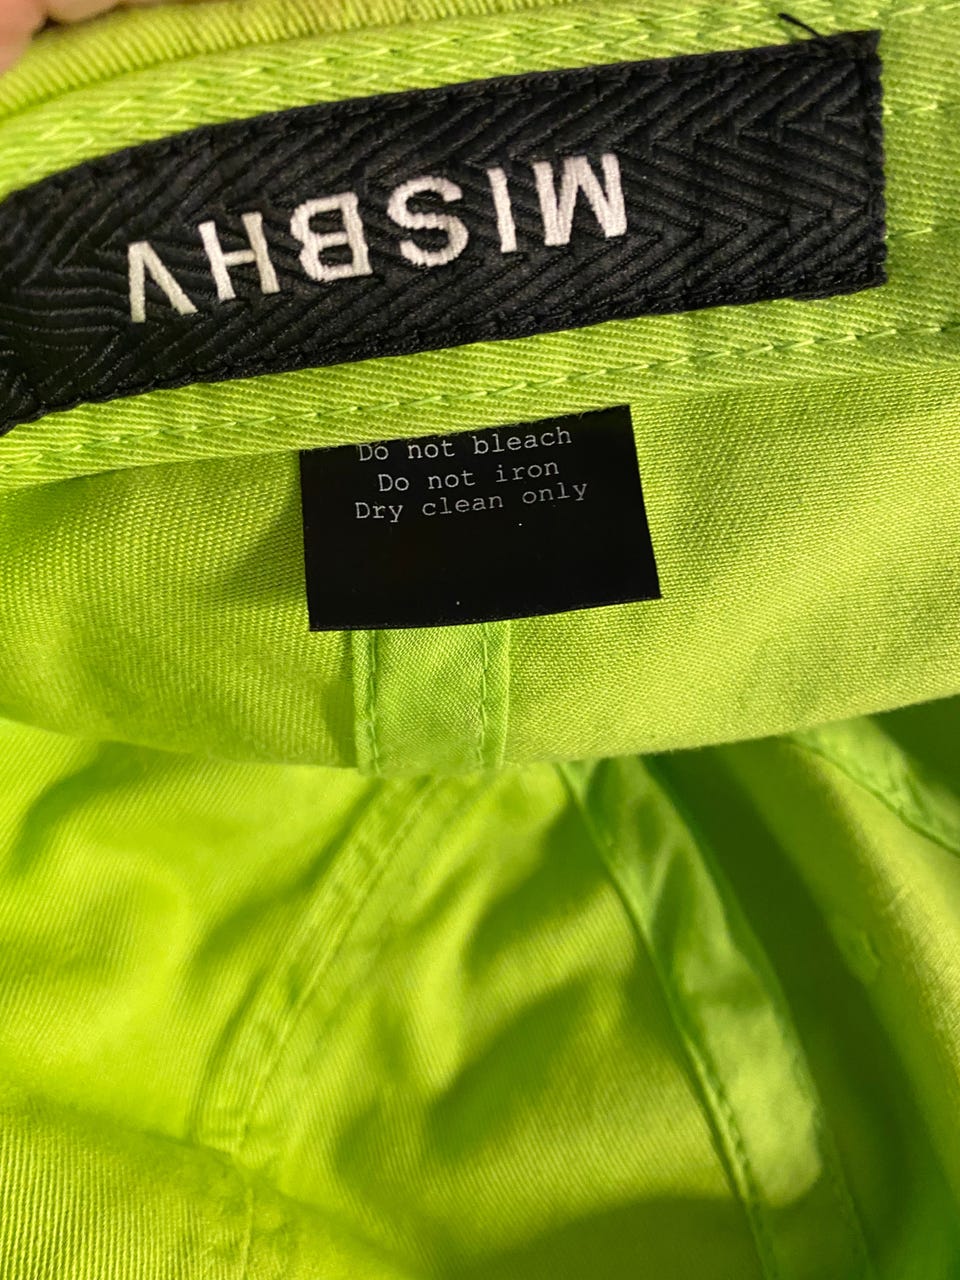 MISBHV
Do not bleach
Do not iron
Dry clean only